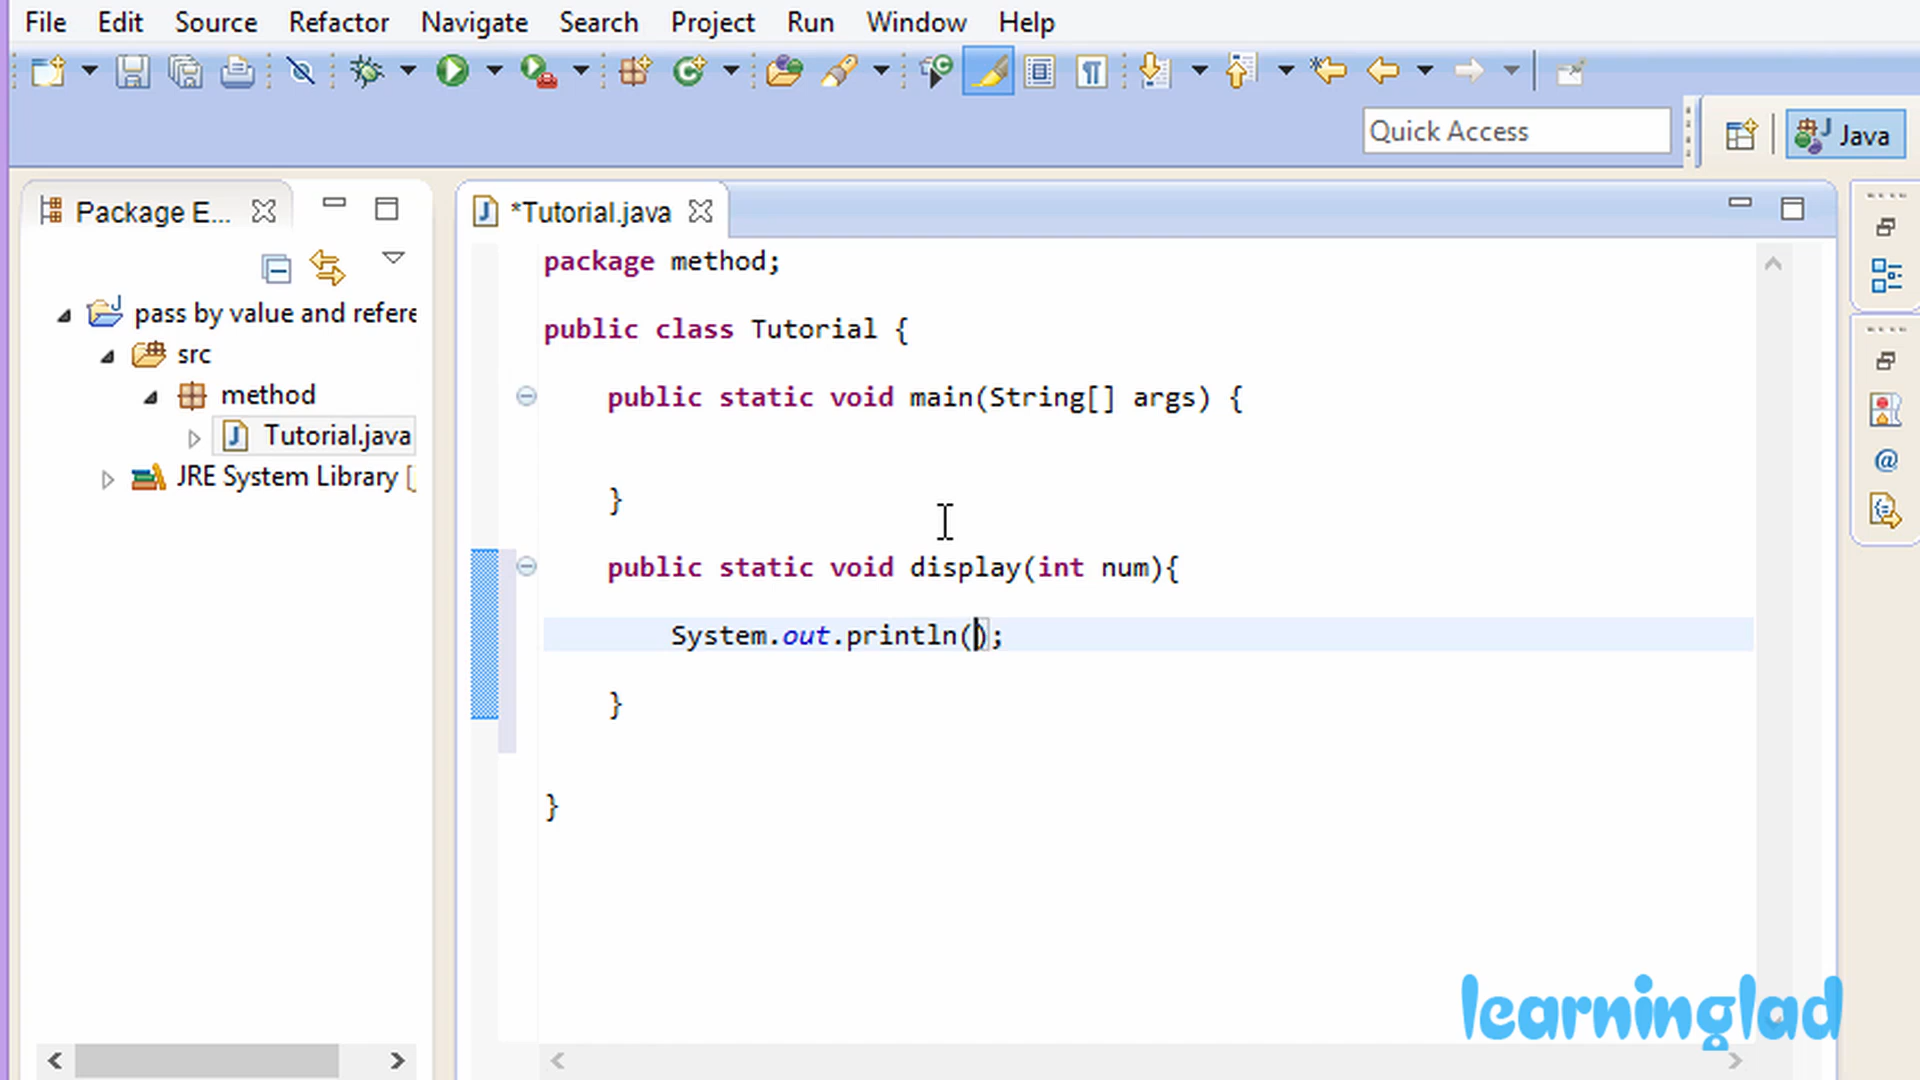 File Edit Source Refactor Navigate Search Project Run Window Help
Quick Access
Java
Package E...
*Tutorial.java
pass by value and refere
src
method
Tutorial.java
JRE System Library [
package method;
public class Tutorial {
public static void main(String[] args) {
}
public static void display(int num){
System.out.println();
}
}
learninglad